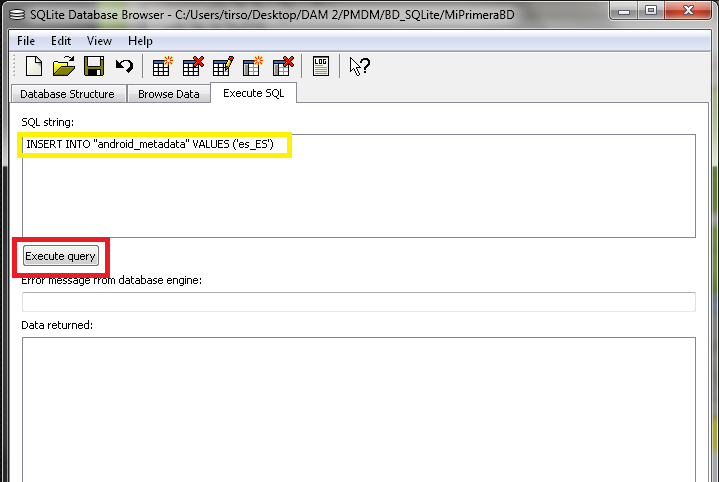 SQLite Database Browser - C:/Users/tirso/Desktop/DAM 2/PMDM/BD_SQLite/MiPrimeraBD
File Edit View Help
LOG
Database Structure Browse Data Execute SQL
SQL string:
INSERT INTO "android_metadata" VALUES ('es_ES')
Execute query
Error message from database engine:
Data returned: